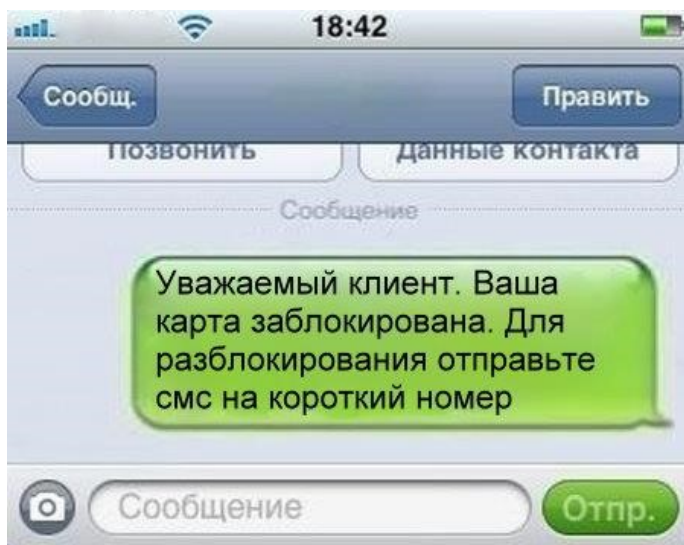 18:42
Сообщ.
Править
Позвонить
Данные контакта
Сообщение
Уважаемый клиент. Ваша
карта заблокирована. Для
разблокирования отправьте
смс на короткий номер
Сообщение
Отпр.